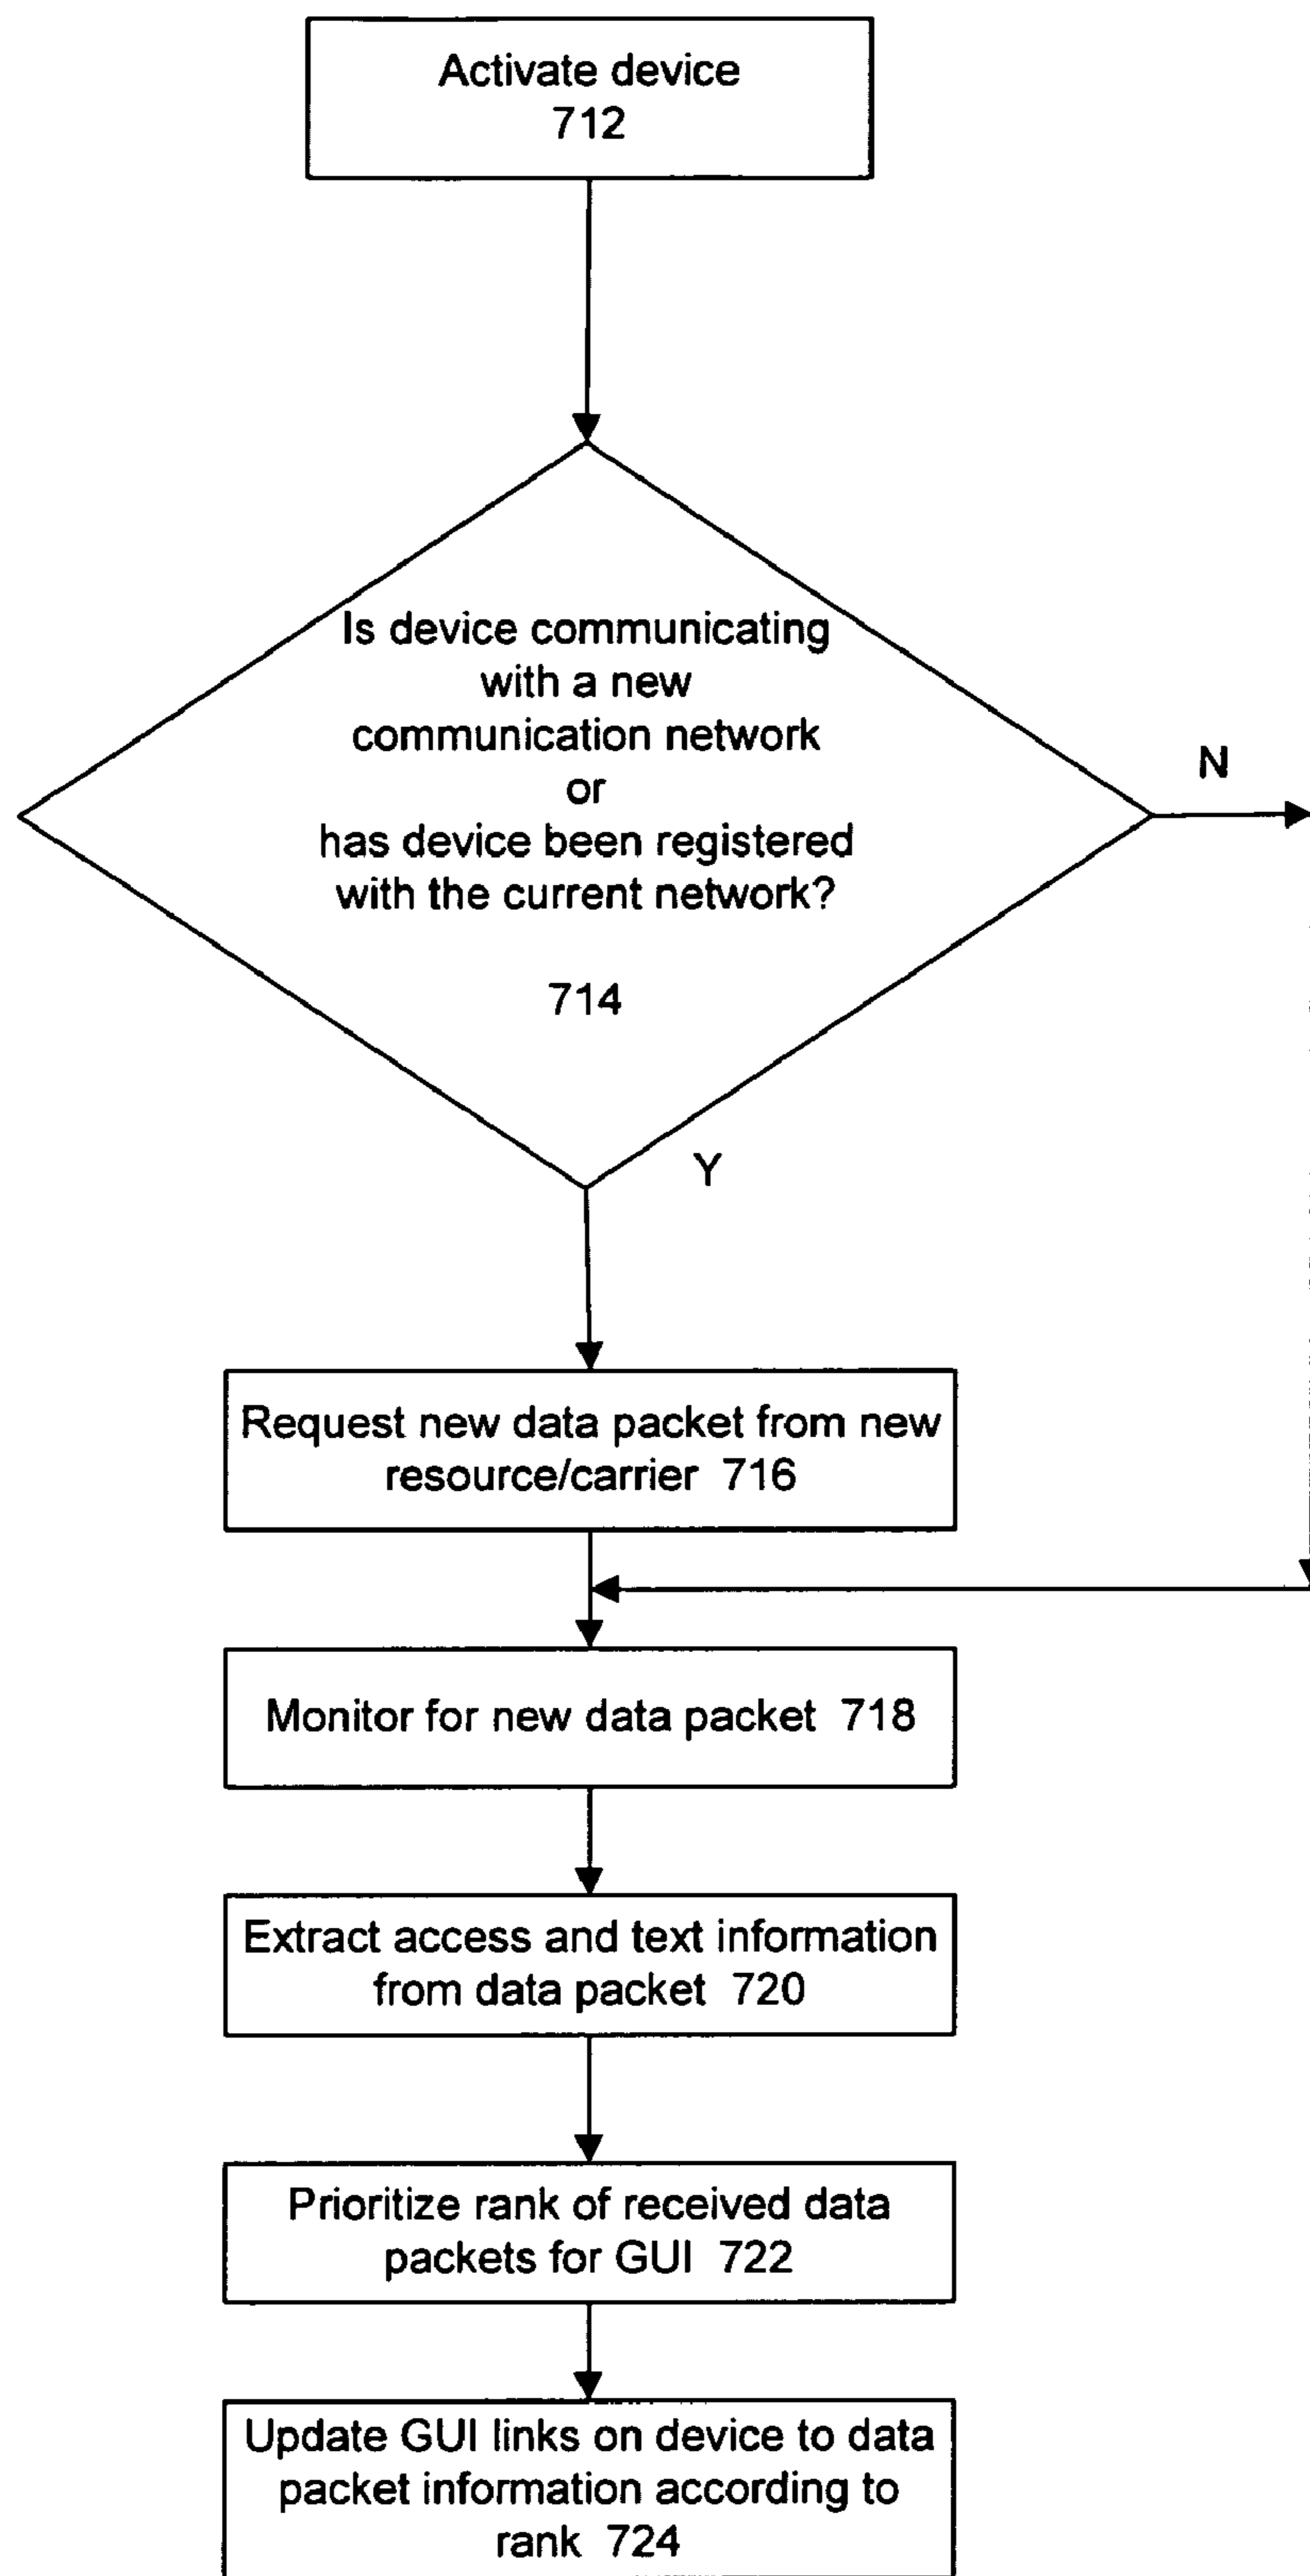 Activate device
712
Is device communicating
with a new
communication network
or
has device been registered
with the current network?
714
N
Y
Request new data packet from new
resource/carrier 716
Monitor for new data packet 718
Extract access and text information
from data packet 720
Prioritize rank of received data
packets for GUI 722
Update GUI links on device to data
packet information according to
rank 724